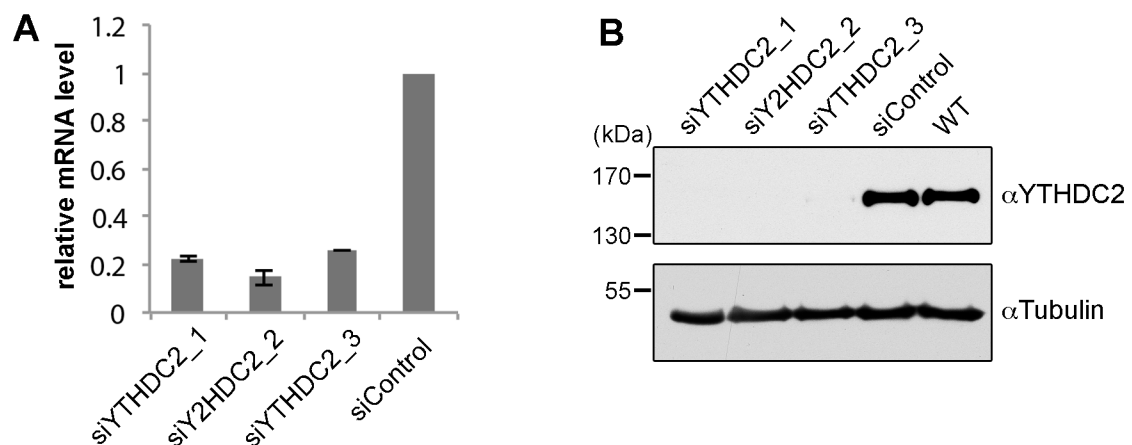 A
relative mRNA level
1.2
1
0.8
0.6
0.4
0.2
0
siYTHDC2_1
siY2HDC2_2
siYTHDC2_3
siControl
B
siYTHDC2_1
siY2HDC2_2
siYTHDC2_3
siControl
WT
(kDa)
170
130
αYTHDC2
55
αTubulin